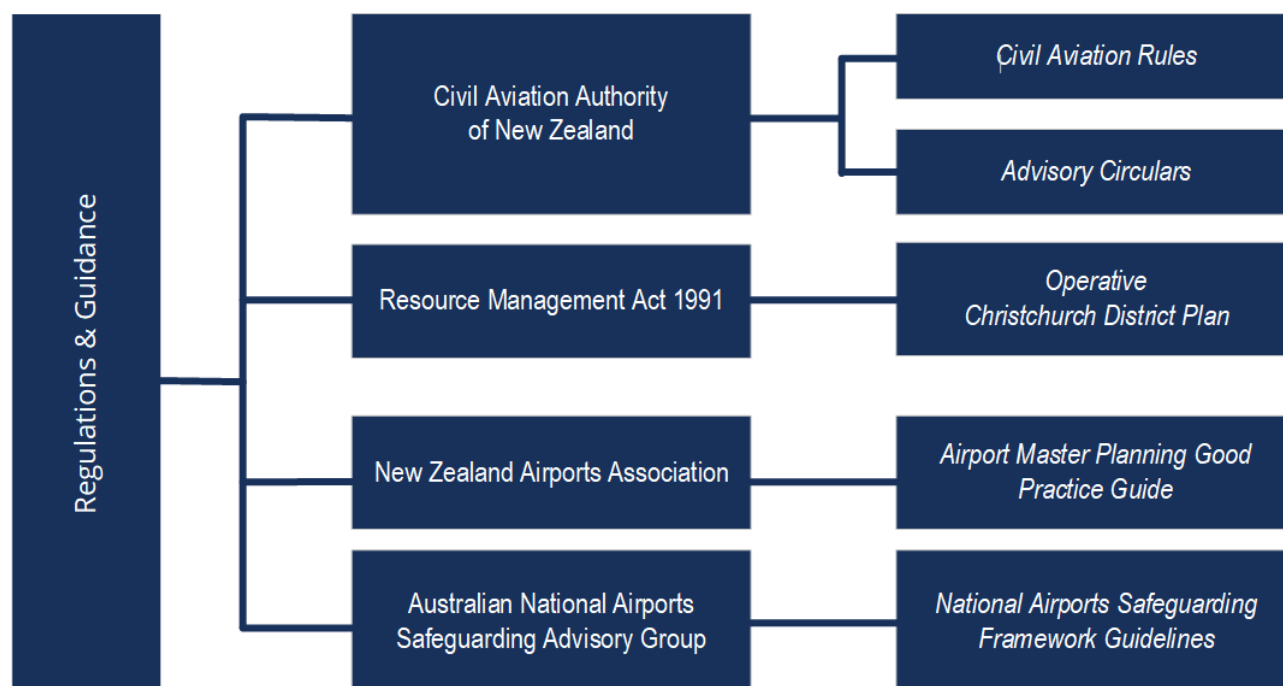 Regulations & Guidance
Civil Aviation Authority
of New Zealand
Civil Aviation Rules
Advisory Circulars
Resource Management Act 1991
Operative
Christchurch District Plan
New Zealand Airports Association
Airport Master Planning Good
Practice Guide
Australian National Airports
Safeguarding Advisory Group
National Airports Safeguarding
Framework Guidelines